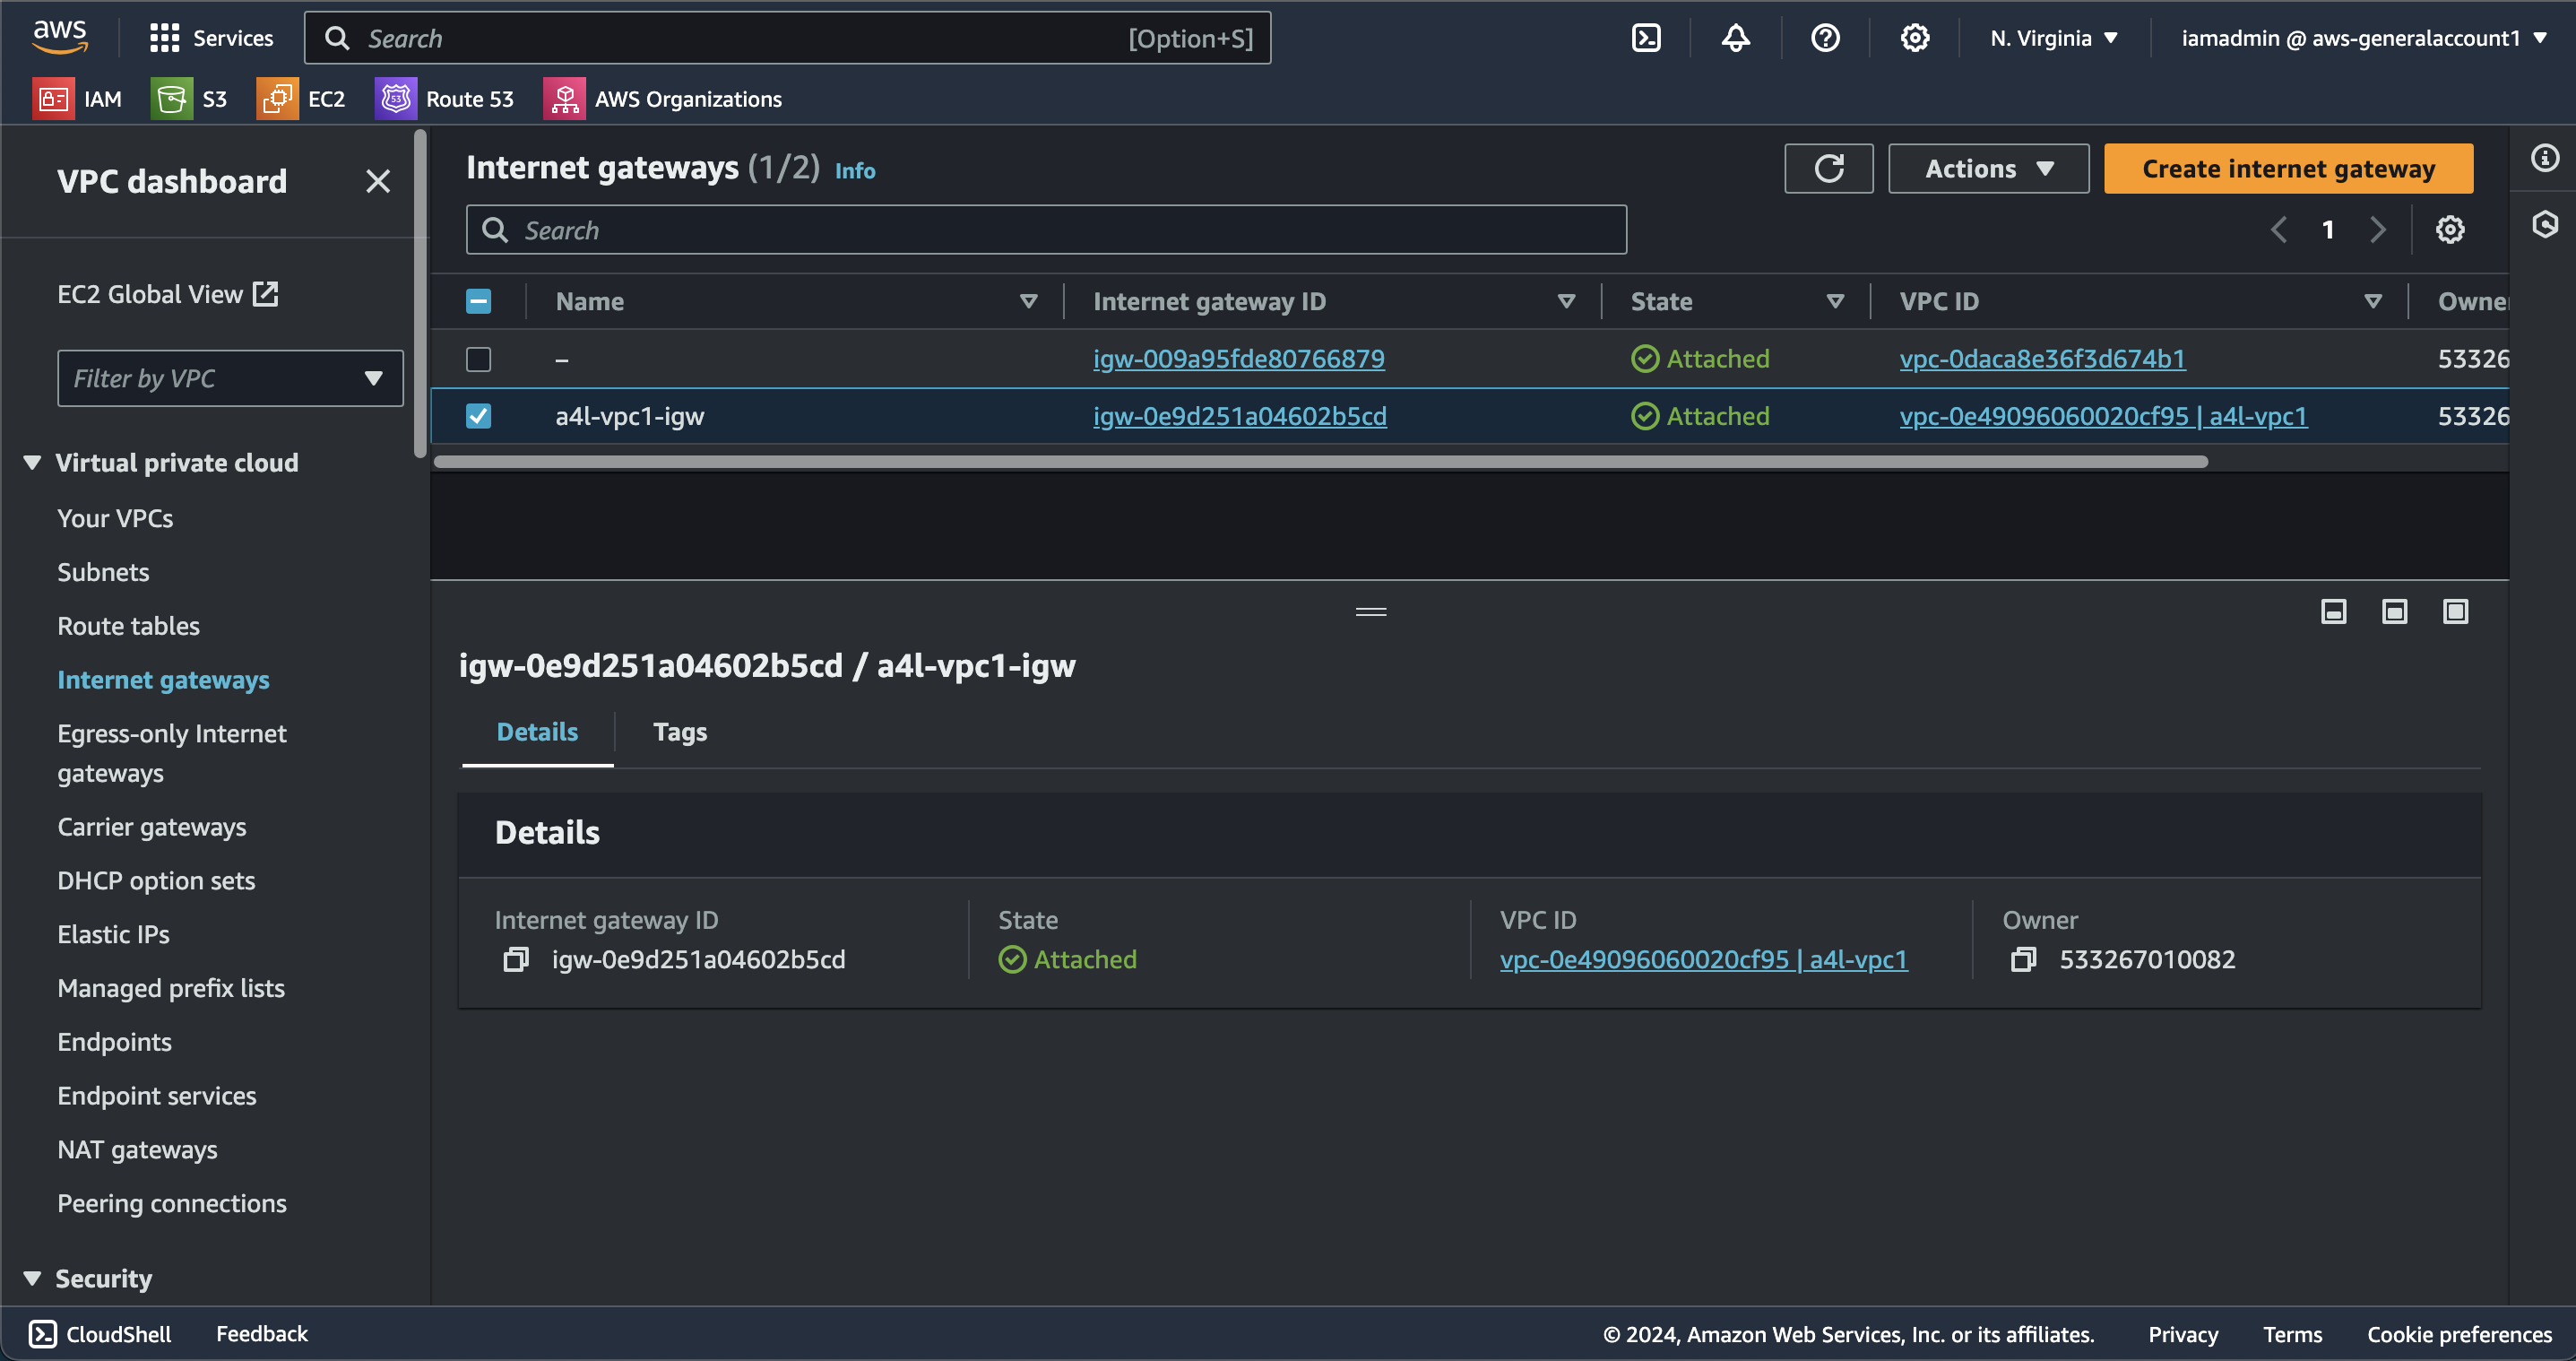 aws
Services
Search
[Option+S]
N. Virginia
iamadmin @ aws-generalaccount1
IAM
S3
EC2
53
Route 53
AWS Organizations
VPC dashboard
EC2 Global View
Filter by VPC
Virtual private cloud
Your VPCs
Subnets
Route tables
Internet gateways
Egress-only Internet
gateways
Carrier gateways
DHCP option sets
Elastic IPs
Managed prefix lists
Endpoints
Endpoint services
NAT gateways
Peering connections
Security
Internet gateways (1/2) Info
Actions
Create internet gateway
Search
1
Name
Internet gateway ID
State
VPC ID
Owner
–
igw-009a95fde80766879
Attached
vpc-0daca8e36f3d674b1
53326
a4l-vpc1-igw
igw-0e9d251a04602b5cd
Attached
vpc-0e49096060020cf95 | a4l-vpc1
53326
igw-0e9d251a04602b5cd / a4l-vpc1-igw
Details
Tags
Details
Internet gateway ID
igw-0e9d251a04602b5cd
State
Attached
VPC ID
vpc-0e49096060020cf95 | a4l-vpc1
Owner
533267010082
CloudShell
Feedback
© 2024, Amazon Web Services, Inc. or its affiliates.
Privacy
Terms
Cookie preferences